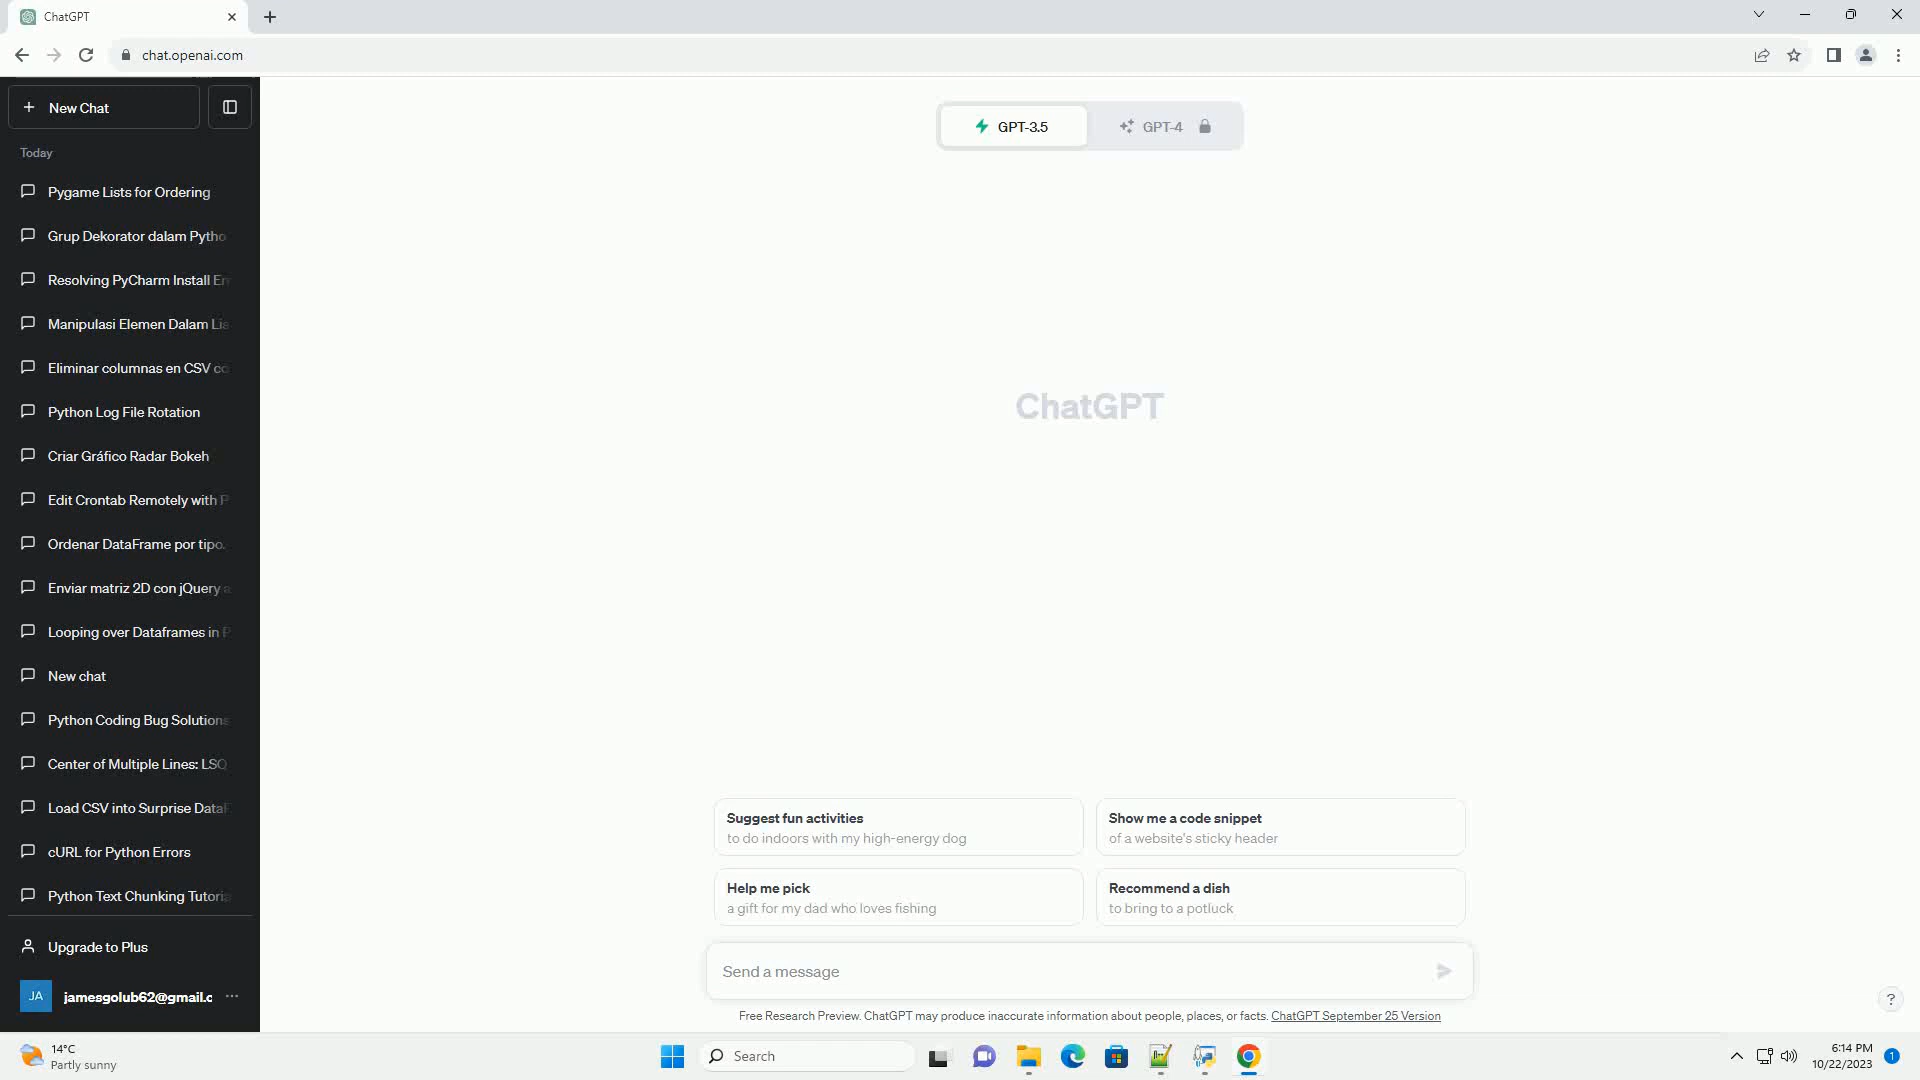 ChatGPT
chat.openai.com
New Chat
GPT-3.5
GPT-4
Today
Pygame Lists for Ordering
Grup Dekorator dalam Pytho
Resolving PyCharm Install
Manipulasi Elemen Dalam
Eliminar columnas en CSV
Python Log File Rotation
Criar Gráfico Radar Bokeh
Edit Crontab Remotely with
Ordenar DataFrame por tipo.
Enviar matriz 2D con jQuery
Looping over Dataframes in
New chat
Python Coding Bug Solutions
Center of Multiple Lines: LSQ
Load CSV into Surprise
cURL for Python Errors
Python Text Chunking
ChatGPT
Suggest fun activities
to do indoors with my high-energy dog
Show me a code snippet
of a website's sticky header
Help me pick
a gift for my dad who loves fishing
Recommend a dish
to bring to a potluck
Send a message
Free Research Preview. ChatGPT may produce inaccurate information about people, places, or facts. ChatGPT September 25 Version
?
Upgrade to Plus
JA
jamesgolub62@gmail.c
14°C
Partly sunny
Search
6:14 PM
10/22/2023
1